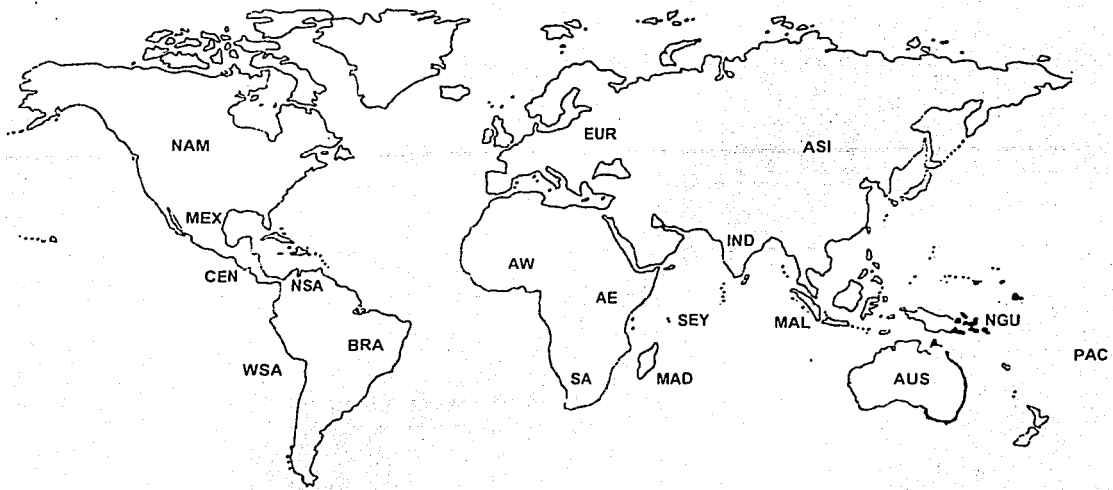 NAM
EUR
ASI
MEX
IND
CEN
NSA
AW
AE
SEY
MAL
NGU
BRA
WSA
PAC
SA
MAD
AUS